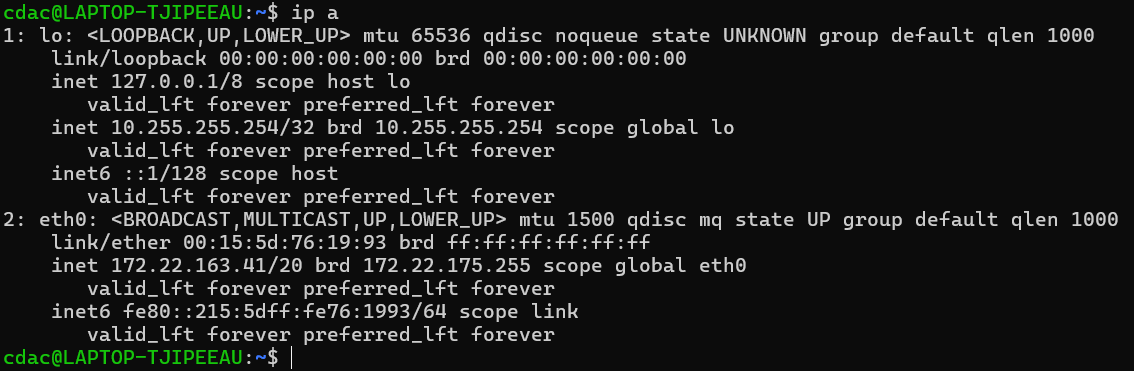 cdac@LAPTOP-TJIPEEAU:~$ ip a
1: lo: <LOOPBACK,UP,LOWER_UP> mtu 65536 qdisc noqueue state UNKNOWN group default qlen 1000
    link/loopback 00:00:00:00:00:00 brd 00:00:00:00:00:00
    inet 127.0.0.1/8 scope host lo
       valid_lft forever preferred_lft forever
    inet 10.255.255.254/32 brd 10.255.255.254 scope global lo
       valid_lft forever preferred_lft forever
    inet6 ::1/128 scope host
       valid_lft forever preferred_lft forever
2: eth0: <BROADCAST,MULTICAST,UP,LOWER_UP> mtu 1500 qdisc mq state UP group default qlen 1000
    link/ether 00:15:5d:76:19:93 brd ff:ff:ff:ff:ff:ff
    inet 172.22.163.41/20 brd 172.22.175.255 scope global eth0
       valid_lft forever preferred_lft forever
    inet6 fe80::215:5dff:fe76:1993/64 scope link
       valid_lft forever preferred_lft forever
cdac@LAPTOP-TJIPEEAU:~$